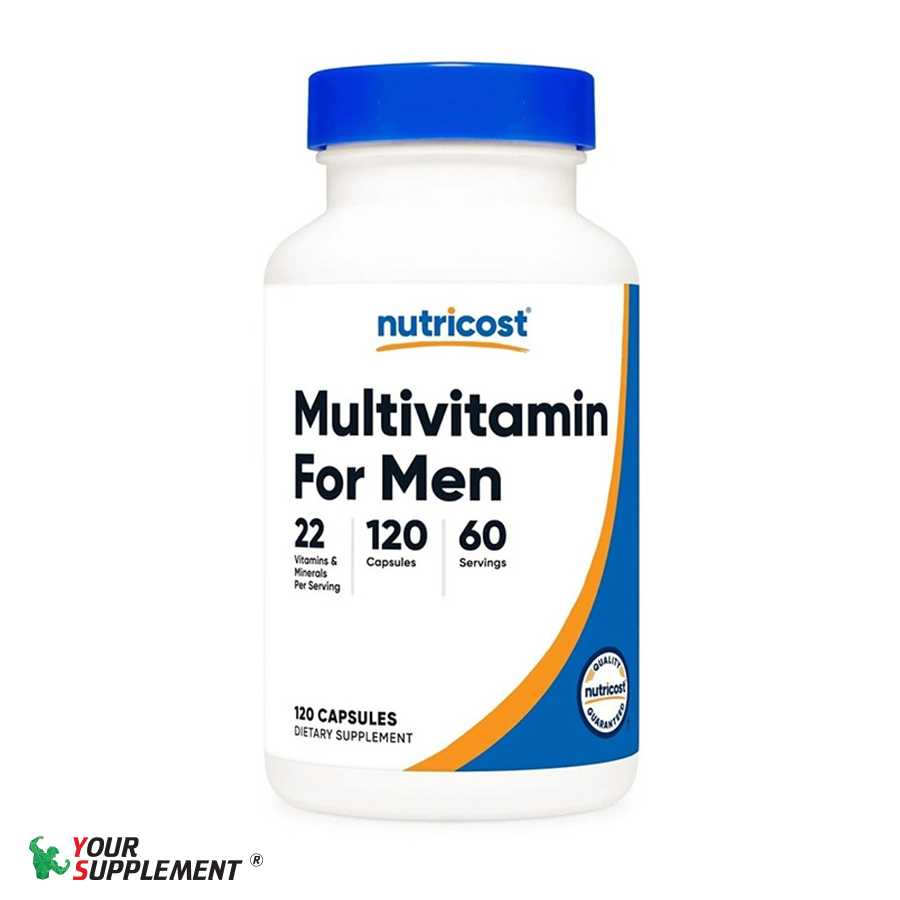 nutricost®
Multivitamin
For Men
22
Vitamins &
Minerals
Per Serving
120
Capsules
60
Servings
QUALITY
nutricost
GUARANTEED
120 CAPSULES
DIETARY SUPPLEMENT
YOUR
SUPPLEMENT ®